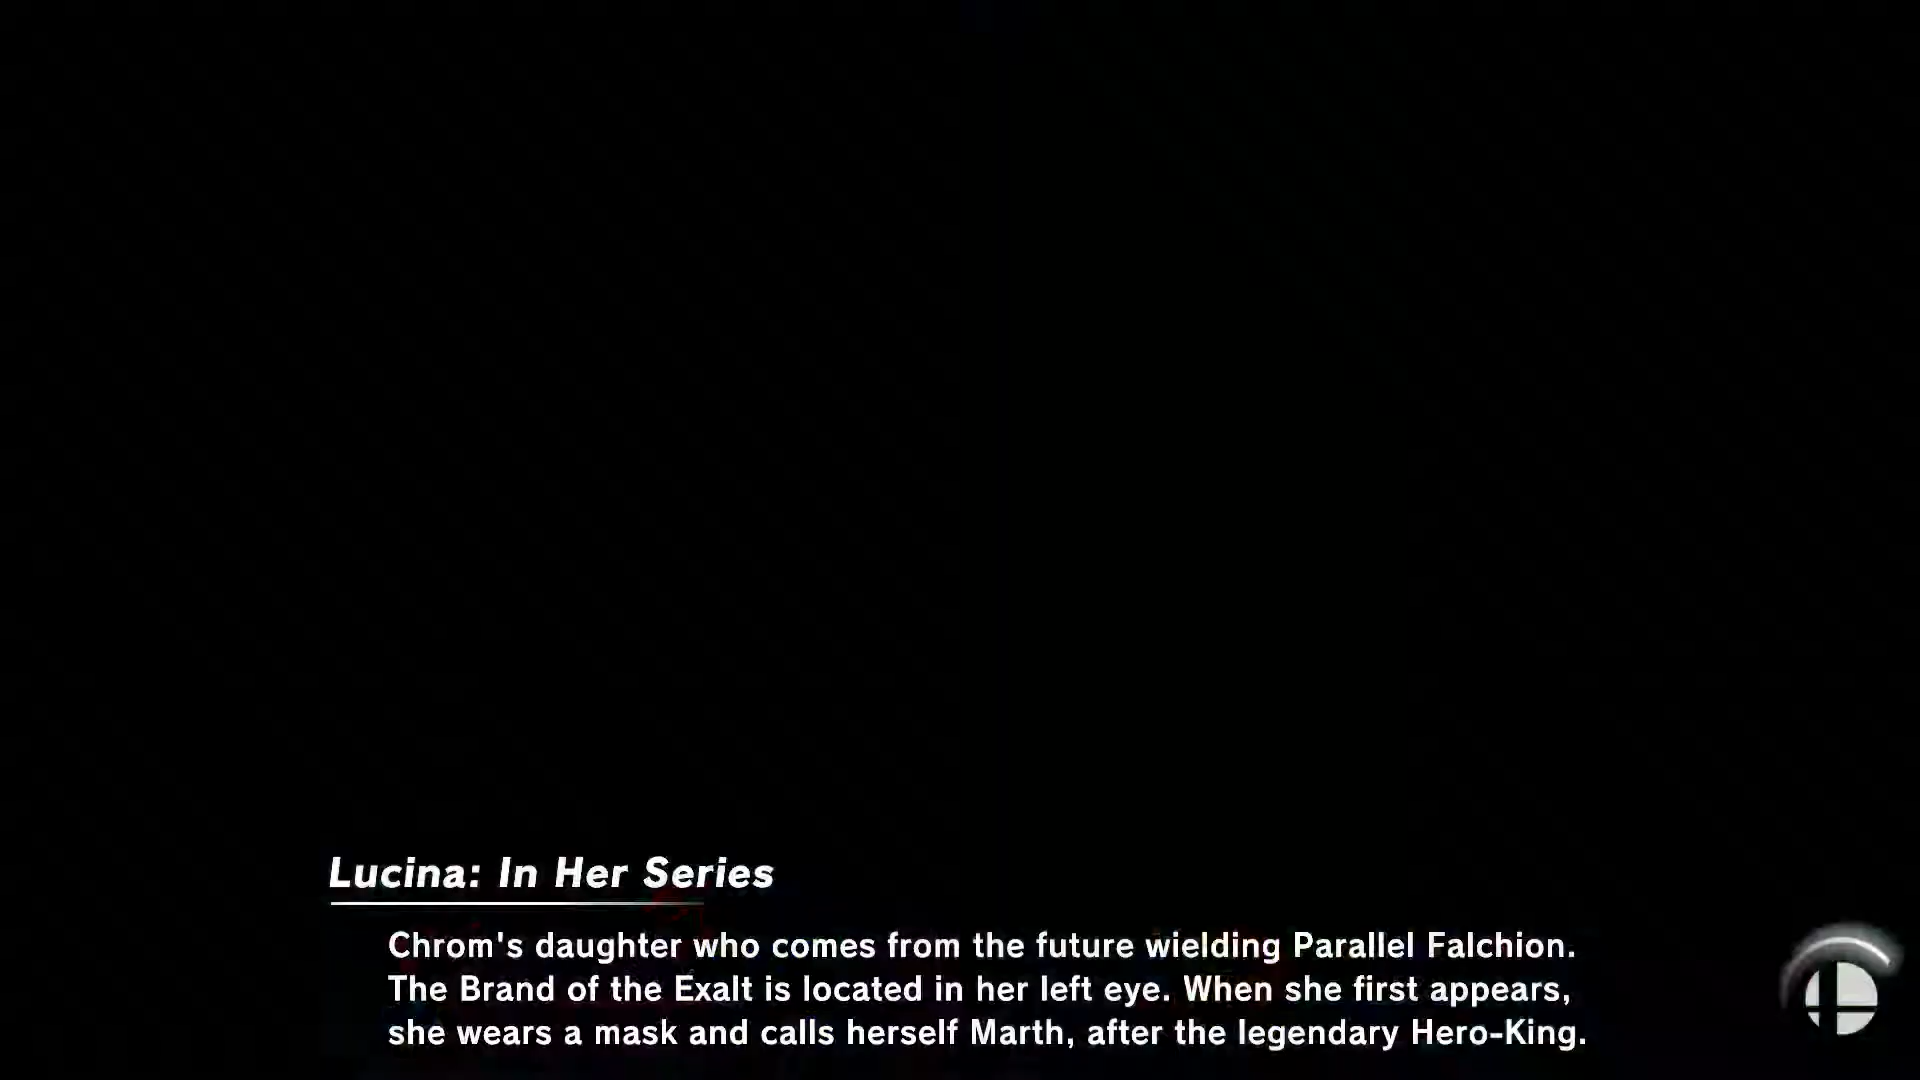 Lucina: In Her Series
Chrom's daughter who comes from the future wielding Parallel Falchion.
The Brand of the Exalt is located in her left eye. When she first appears,
she wears a mask and calls herself Marth, after the legendary Hero-King.